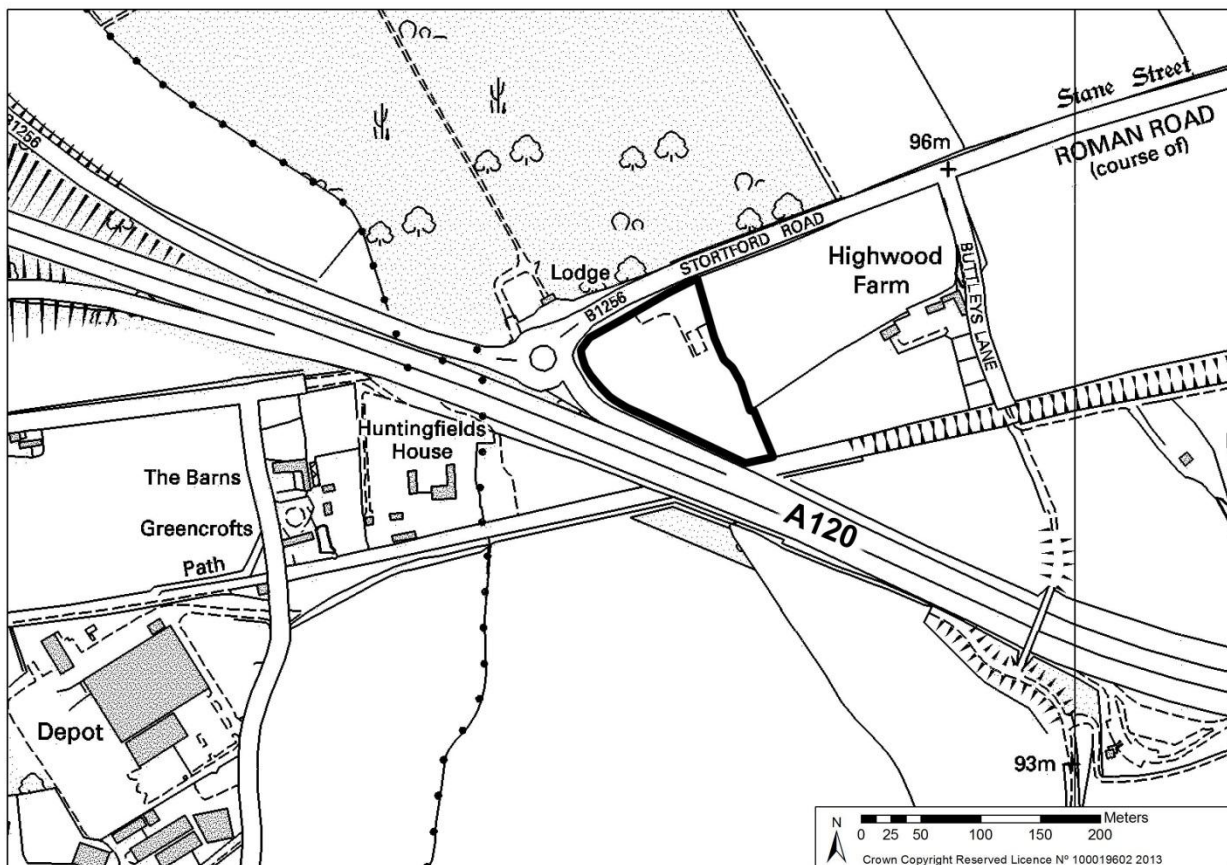 Stane Street
ROMAN ROAD
(course of)
96m
B1256
STORTFORD ROAD
Lodge
B1256
Highwood
Farm
BUTTLEYS LANE
Huntingfields
House
The Barns
Greencrofts
Path
A120
Depot
93m
N
Meters
0 25 50 100 150 200
Crown Copyright Reserved Licence Nº 100019602 2013